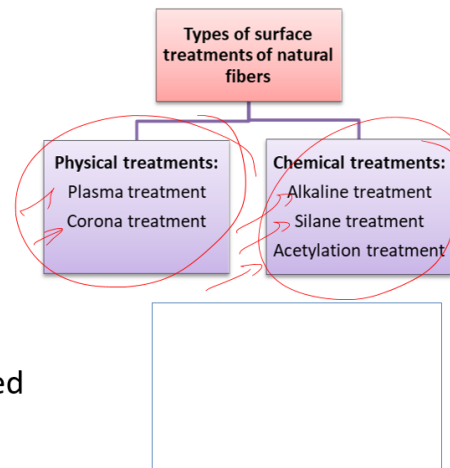 Types of surface
treatments of natural
fibers
Physical treatments:
Plasma treatment
Corona treatment
Chemical treatments:
Alkaline treatment
Silane treatment
Acetylation treatment
ed